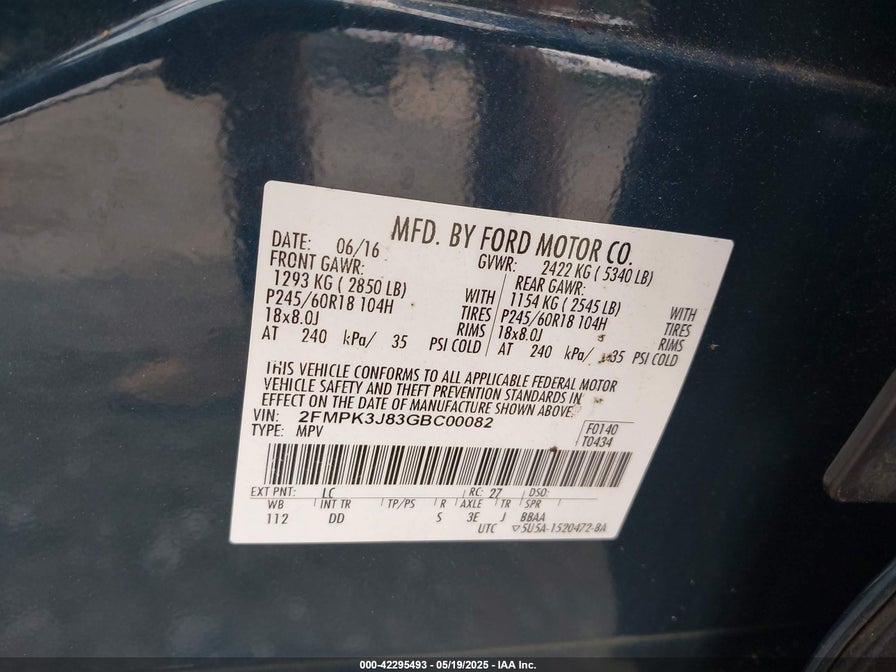 MFD. BY FORD MOTOR CO.
DATE: 06/16 GVWR: 2422 KG ( 5340 LB)
FRONT GAWR: REAR GAWR:
1293 KG ( 2850 LB) WITH 1154 KG ( 2545 LB) WITH
P245/60R18 104H TIRES P245/60R18 104H TIRES
18x8.0J RIMS 18x8.0J RIMS
AT 240 kPa/ 35 PSI COLD AT 240 kPa/ 35 PSI COLD
THIS VEHICLE CONFORMS TO ALL APPLICABLE FEDERAL MOTOR
VEHICLE SAFETY AND THEFT PREVENTION STANDARDS IN
EFFECT ON THE DATE OF MANUFACTURE SHOWN ABOVE.
VIN: 2FMPK3J83GBC00082
TYPE: MPV
F0140
T0434
EXT PNT: LC RC: 27 DSO:
WB INT TR TP/PS R AXLE TR SPR
112 DD S 3E J BBAA
UTC ▽5U5A-1520472-BA
000-42295493 - 05/19/2025 - IAA Inc.